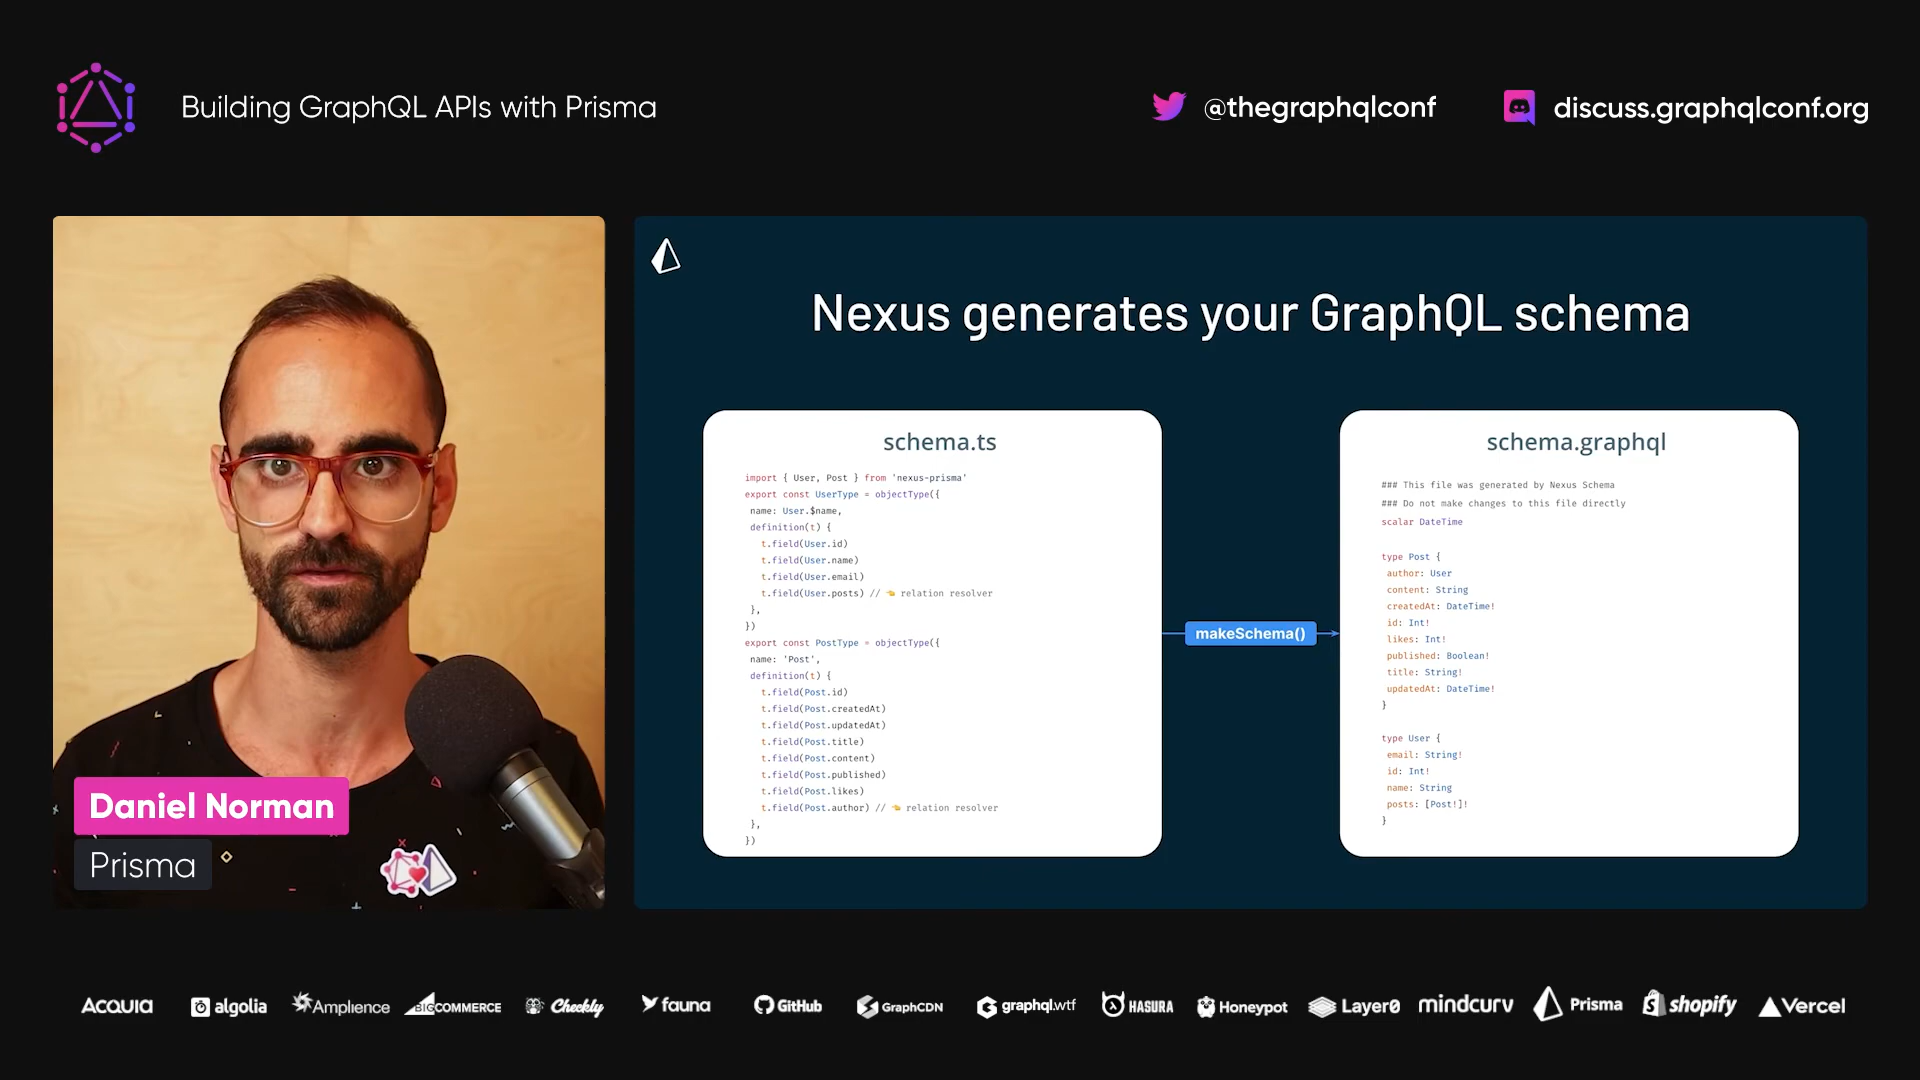 Building GraphQL APIs with Prisma
@thegraphqlconf
discuss.graphqlconf.org
Daniel Norman
Prisma
Nexus generates your GraphQL schema
schema.ts
import { User, Post } from 'nexus-prisma'
export const UserType = objectType({
name: User.$name,
definition(t) {
t.field(User.id)
t.field(User.name)
t.field(User.email)
t.field(User.posts) // 👈 relation resolver
},
})
export const PostType = objectType({
name: 'Post',
definition(t) {
t.field(Post.id)
t.field(Post.createdAt)
t.field(Post.updatedAt)
t.field(Post.title)
t.field(Post.content)
t.field(Post.published)
t.field(Post.likes)
t.field(Post.author) // 👈 relation resolver
},
})
makeSchema()
schema.graphql
### This file was generated by Nexus Schema
### Do not make changes to this file directly
scalar DateTime
type Post {
author: User
content: String
createdAt: DateTime!
id: Int!
likes: Int!
published: Boolean!
title: String!
updatedAt: DateTime!
}
type User {
email: String!
id: Int!
name: String
posts: [Post!]!
}
ACQUIA
algolia
Amplience
BIGCOMMERCE
Checkly
fauna
GitHub
GraphCDN
graphql.wtf
HASURA
Honeypot
Layer0
mindcurv
Prisma
shopify
Vercel